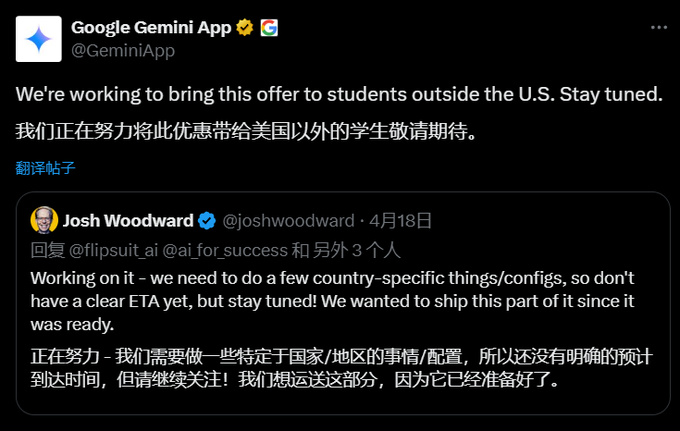 Google Gemini App
@GeminiApp
We're working to bring this offer to students outside the U.S. Stay tuned.
我们正在努力将此优惠带给美国以外的学生敬请期待。
翻译帖子
Josh Woodward @joshwoodward · 4月18日
回复 @flipsuit_ai @ai_for_success 和 另外 3 个人
Working on it - we need to do a few country-specific things/configs, so don't
have a clear ETA yet, but stay tuned! We wanted to ship this part of it since it
was ready.
正在努力 - 我们需要做一些特定于国家/地区的事情/配置，所以还没有明确的预计
到达时间，但请继续关注！我们想运送这部分，因为它已经准备好了。